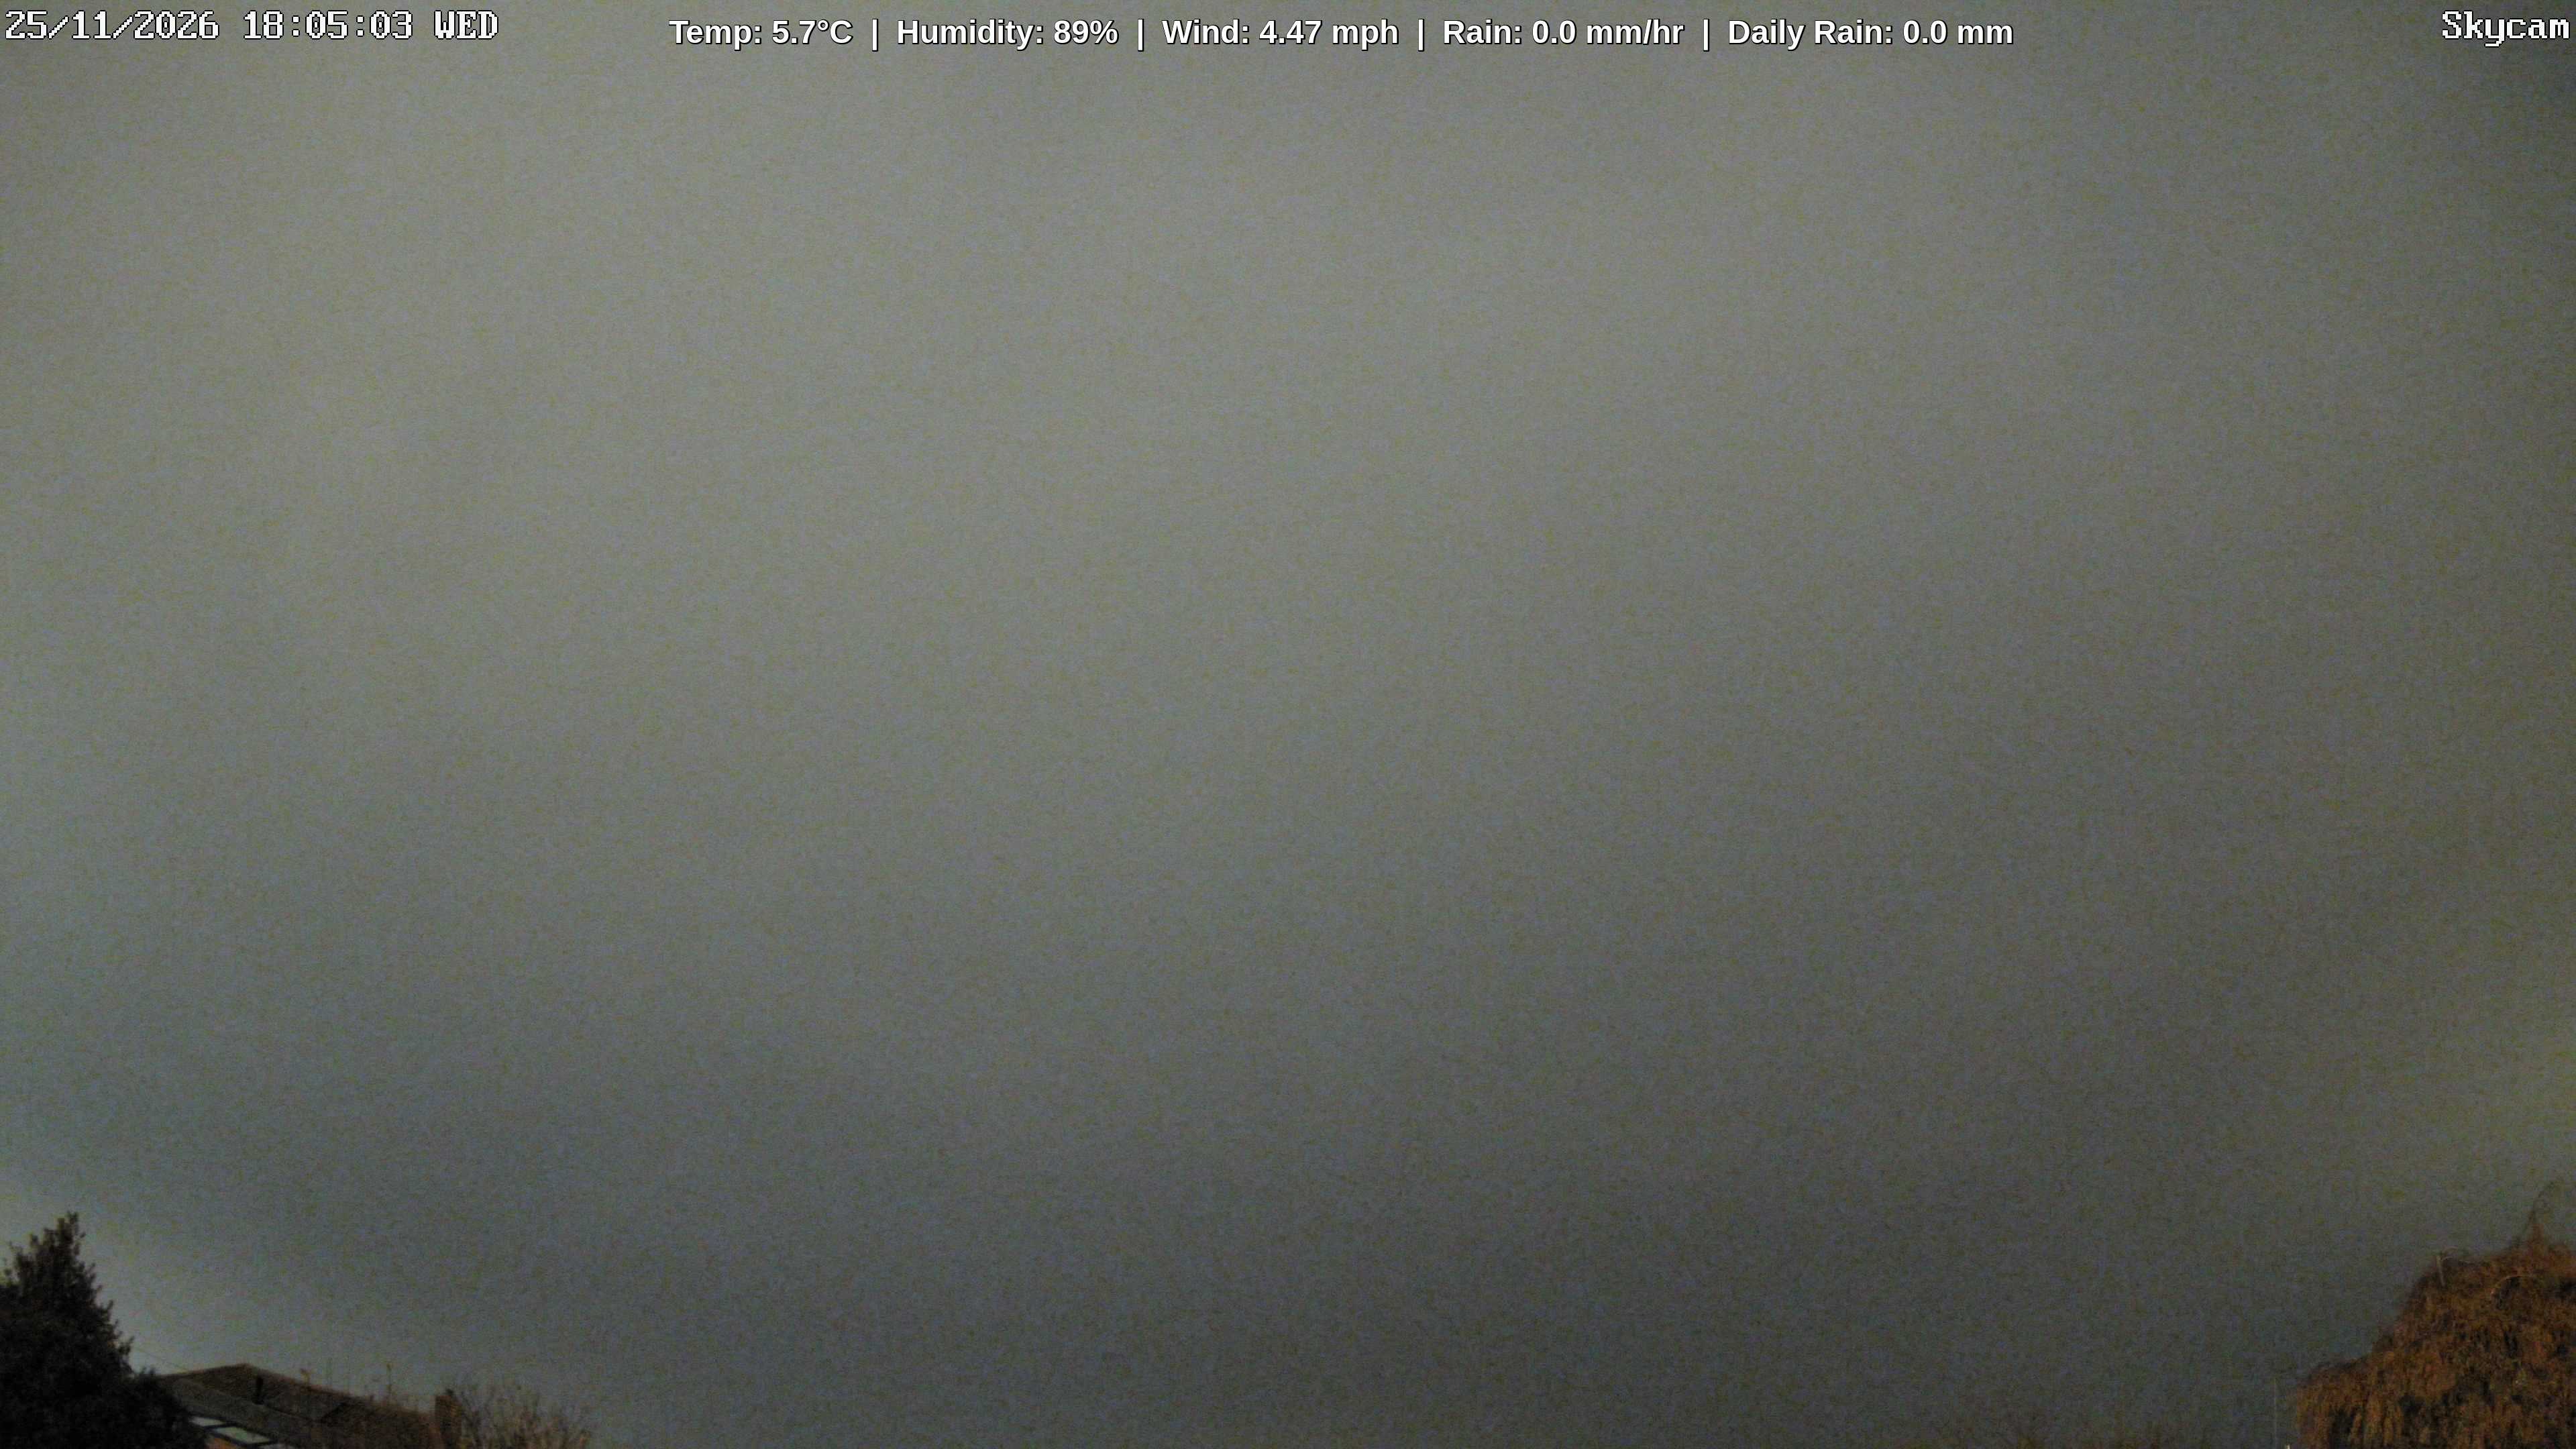 25/11/2026 18:05:03 WED
Temp: 5.7°C | Humidity: 89% | Wind: 4.47 mph | Rain: 0.0 mm/hr | Daily Rain: 0.0 mm
Skycam